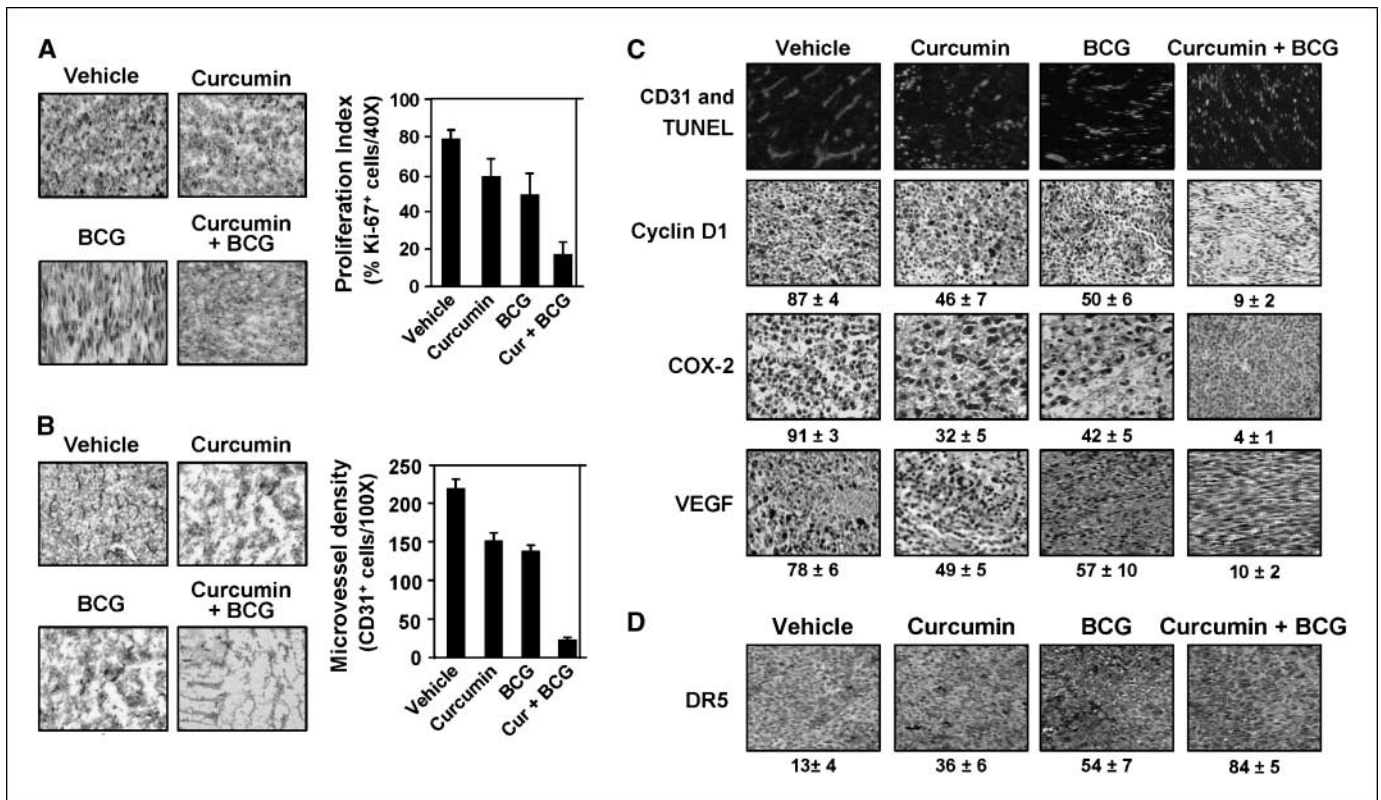 A
Vehicle
Curcumin
BCG
Curcumin
+ BCG
Proliferation Index
(% Ki-67+ cells/40X)
100
80
60
40
20
0
Vehicle
Curcumin
BCG
Cur + BCG
B
Vehicle
Curcumin
BCG
Curcumin
+ BCG
Microvessel density
(CD31+ cells/100X)
250
200
150
100
50
0
Vehicle
Curcumin
BCG
Cur + BCG
C
Vehicle Curcumin BCG Curcumin + BCG
CD31 and
TUNEL
Cyclin D1
87 ± 4 46 ± 7 50 ± 6 9 ± 2
COX-2
91 ± 3 32 ± 5 42 ± 5 4 ± 1
VEGF
78 ± 6 49 ± 5 57 ± 10 10 ± 2
D
Vehicle Curcumin BCG Curcumin + BCG
DR5
13± 4 36 ± 6 54 ± 7 84 ± 5